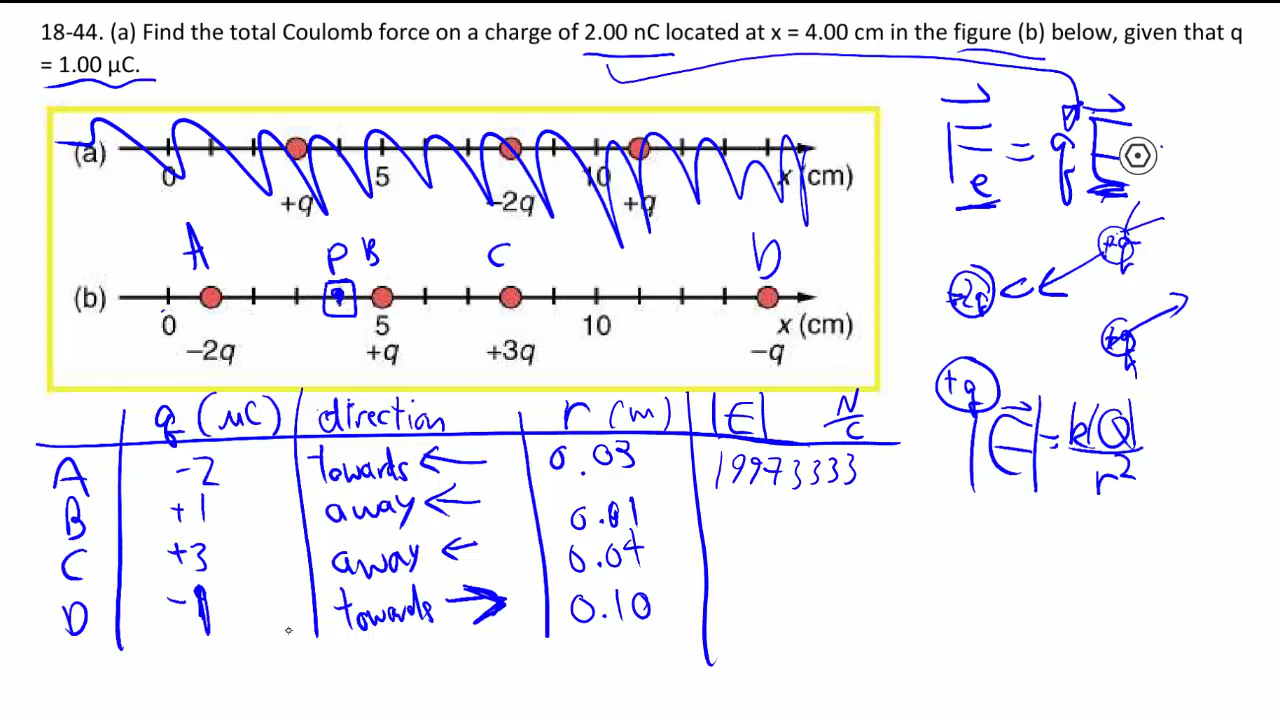 18-44. (a) Find the total Coulomb force on a charge of 2.00 nC located at x = 4.00 cm in the figure (b) below, given that q
= 1.00 μC.
(a) 0 5 10 x (cm)
+q -2q +q
A P B C D
(b) 0 5 10 x (cm)
−2q +q +3q −q
F e = q E
-2q +q
+q
+q
|E| = k|Q| / r²
q (μC) direction r (m) |E| N/C
A -2 towards ← 0.03 19973333
B +1 away ← 0.01
C +3 away ← 0.04
D -1 towards → 0.10